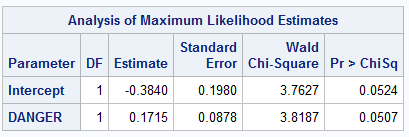 Analysis of Maximum Likelihood Estimates
Parameter DF Estimate Standard Error Wald Chi-Square Pr > ChiSq
Intercept 1 -0.3840 0.1980 3.7627 0.0524
DANGER 1 0.1715 0.0878 3.8187 0.0507